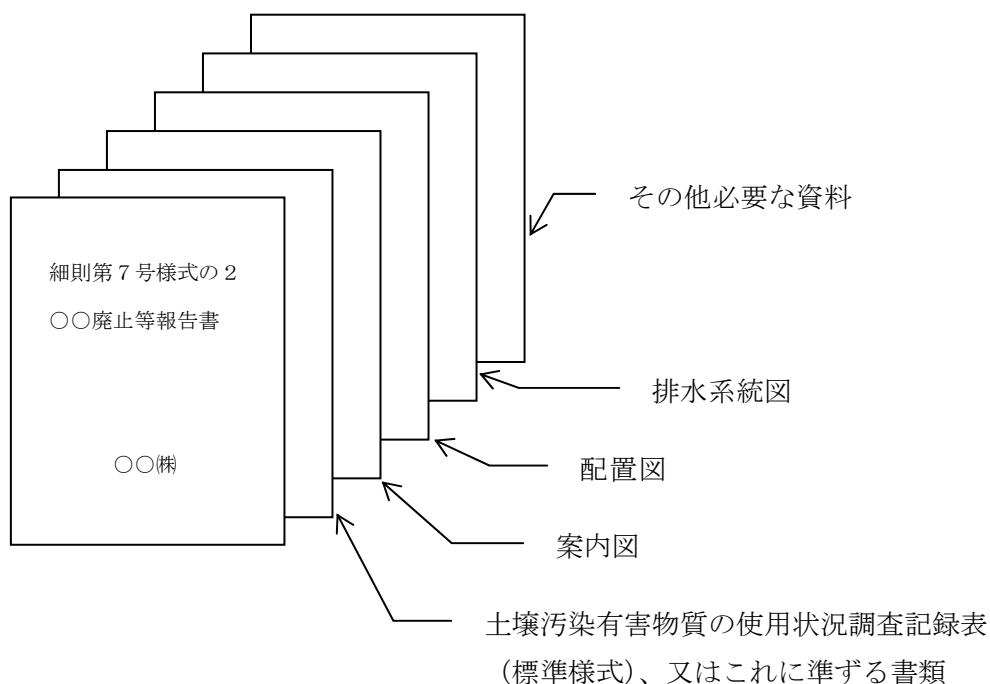 細則第７号様式の２
○○廃止等報告書
○○㈱
その他必要な資料
排水系統図
配置図
案内図
土壌汚染有害物質の使用状況調査記録表
（標準様式）、又はこれに準ずる書類